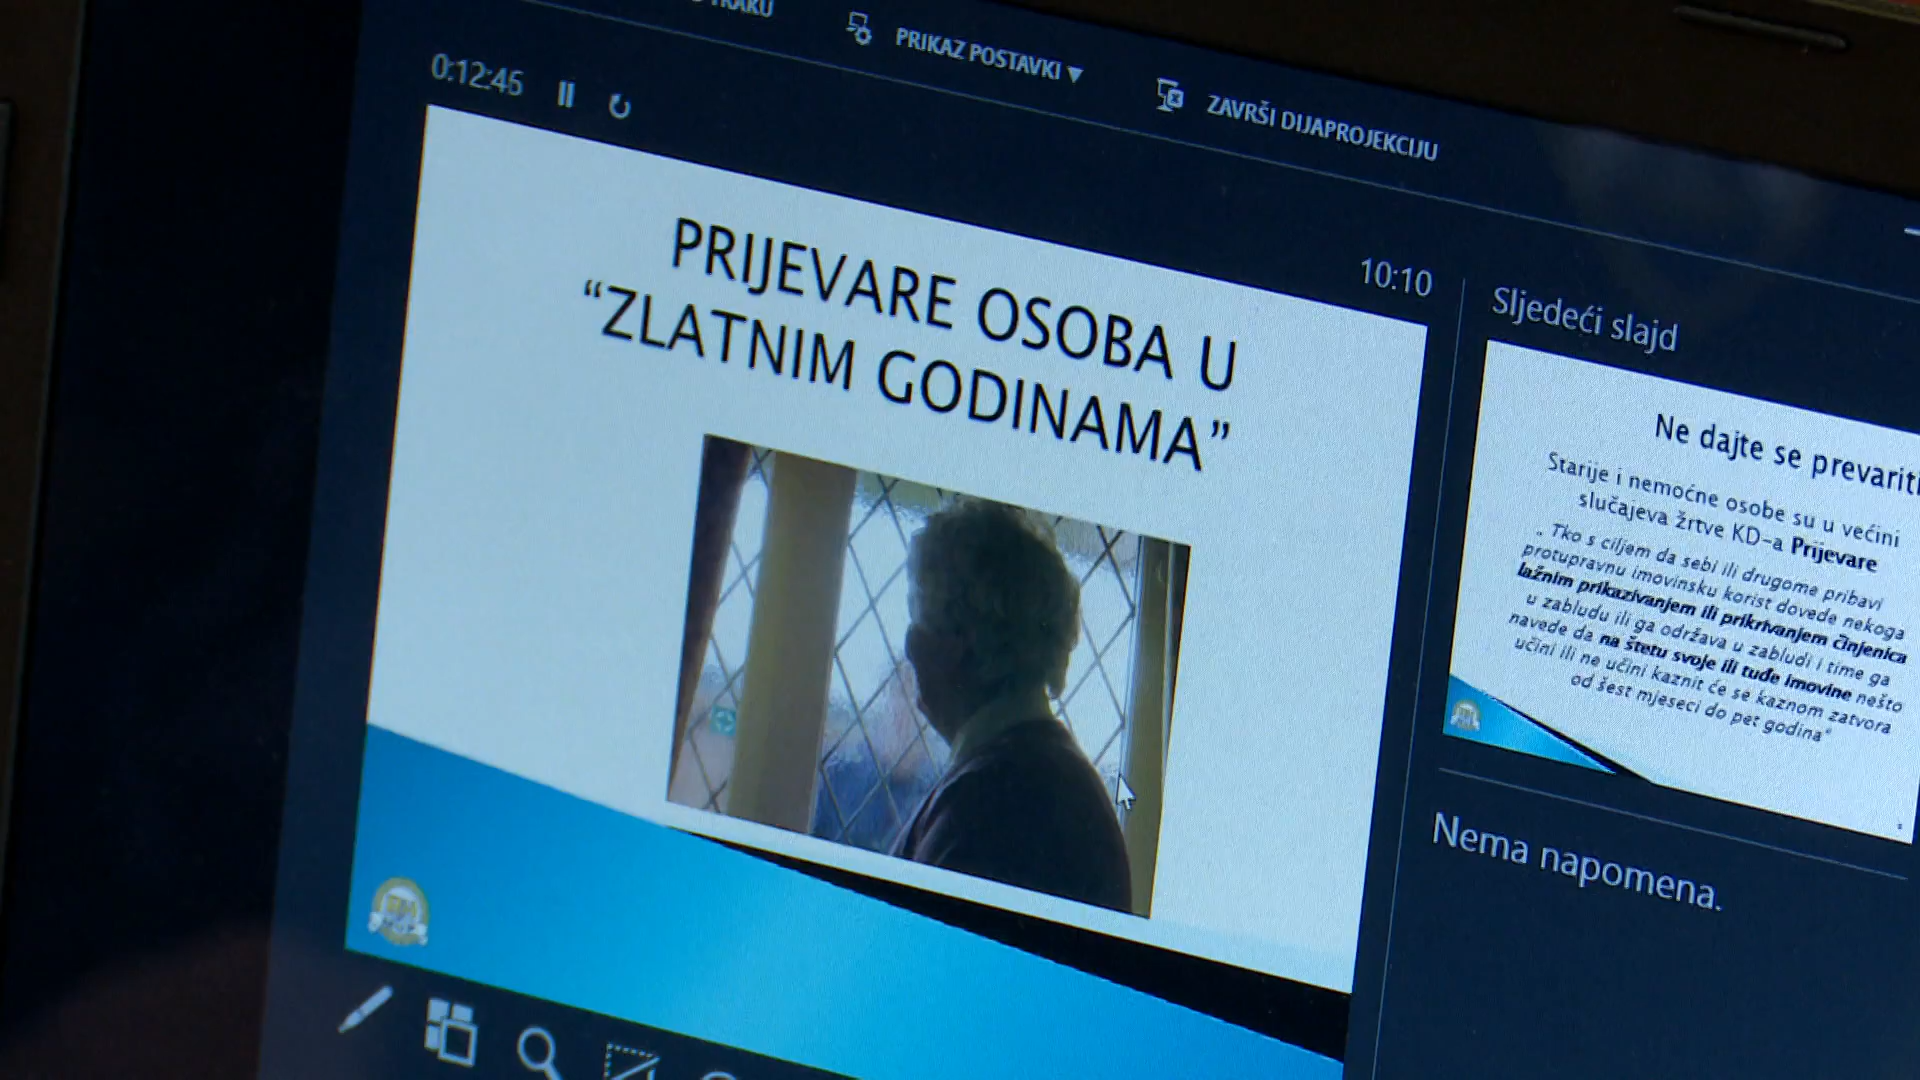 PRIKAZ POSTAVKI ▼
ZAVRŠI DIJAPROJEKCIJU
0:12:45
10:10
PRIJEVARE OSOBA U
“ZLATNIM GODINAMA”
Sljedeći slajd
Ne dajte se prevariti
Starije i nemoćne osobe su u većini
slučajeva žrtve KD-a Prijevare
„ Tko s ciljem da sebi ili drugome pribavi
protupravnu imovinsku korist dovede nekoga
lažnim prikazivanjem ili prikrivanjem činjenica
u zabludu ili ga održava u zabludi i time ga
navede da na štetu svoje ili tuđe imovine nešto
učini ili ne učini kaznit će se kaznom zatvora
od šest mjeseci do pet godina“
Nema napomena.